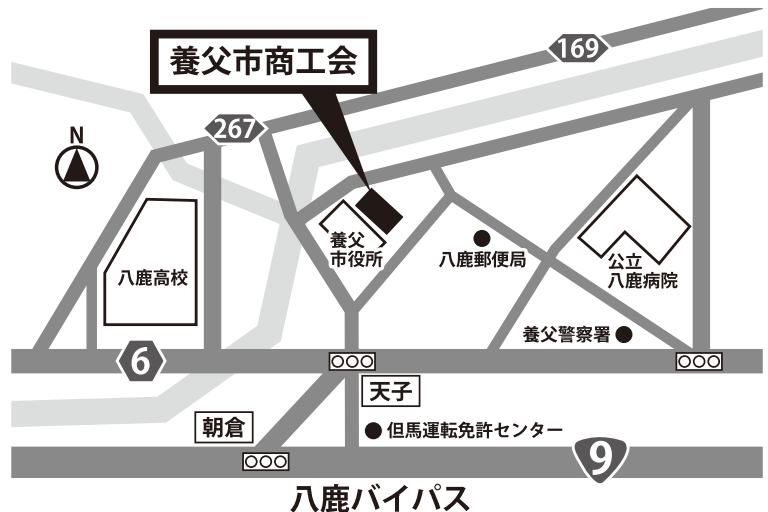 養父市商工会
169
267
N
養父
市役所
八鹿郵便局
公立
八鹿病院
八鹿高校
養父警察署
6
天子
朝倉
但馬運転免許センター
9
八鹿バイパス